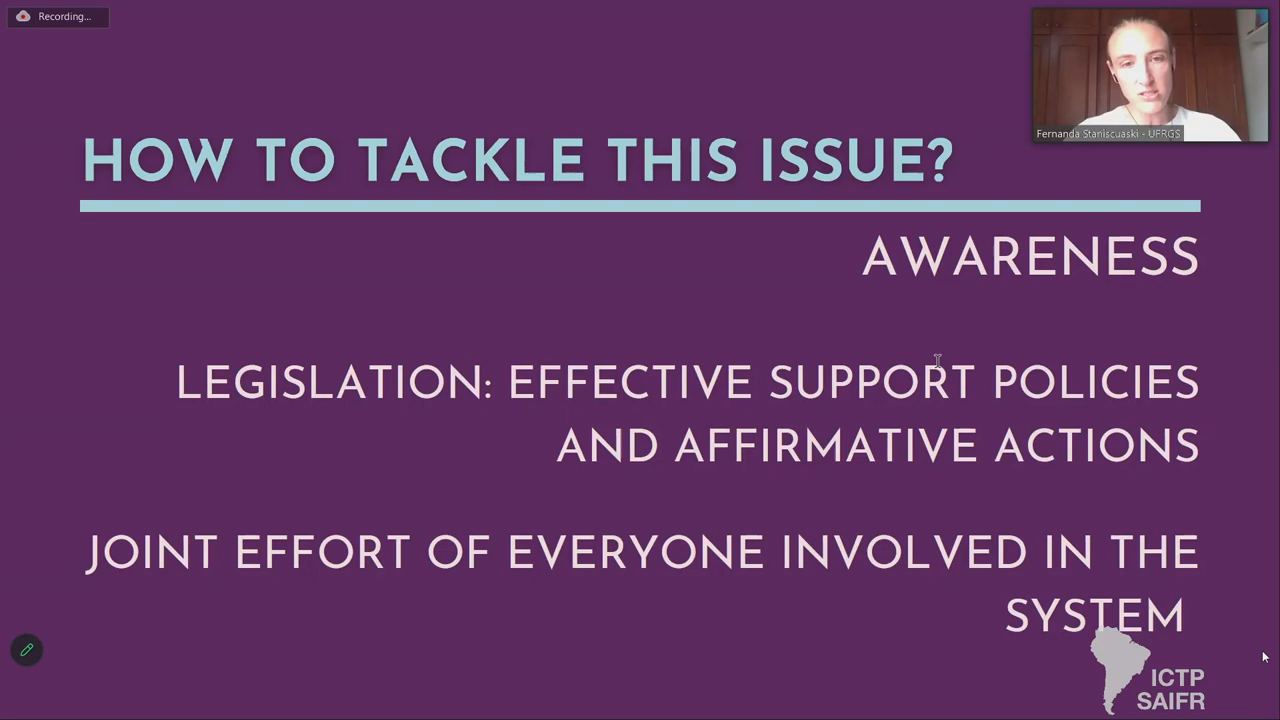 Recording...
Fernanda Staniscuaski - UFRGS
HOW TO TACKLE THIS ISSUE?
AWARENESS
LEGISLATION: EFFECTIVE SUPPORT POLICIES
AND AFFIRMATIVE ACTIONS
JOINT EFFORT OF EVERYONE INVOLVED IN THE
SYSTEM
ICTP
SAIFR